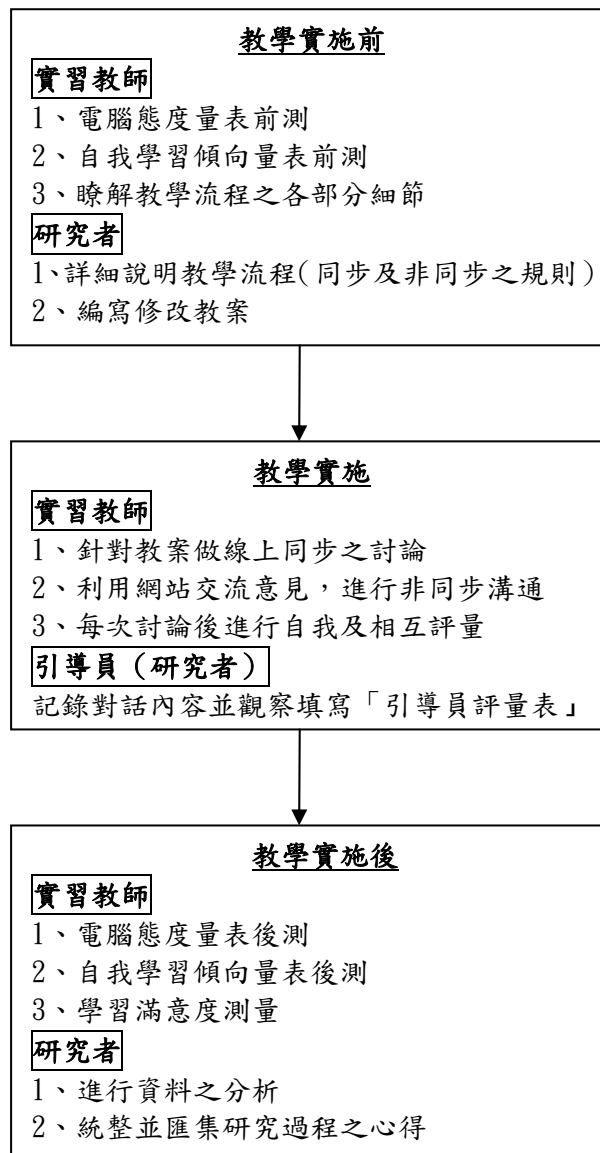 教學實施前
實習教師
1、電腦態度量表前測
2、自我學習傾向量表前測
3、瞭解教學流程之各部分細節
研究者
1、詳細說明教學流程(同步及非同步之規則)
2、編寫修改教案
教學實施
實習教師
1、針對教案做線上同步之討論
2、利用網站交流意見，進行非同步溝通
3、每次討論後進行自我及相互評量
引導員（研究者）
記錄對話內容並觀察填寫「引導員評量表」
教學實施後
實習教師
1、電腦態度量表後測
2、自我學習傾向量表後測
3、學習滿意度測量
研究者
1、進行資料之分析
2、統整並匯集研究過程之心得